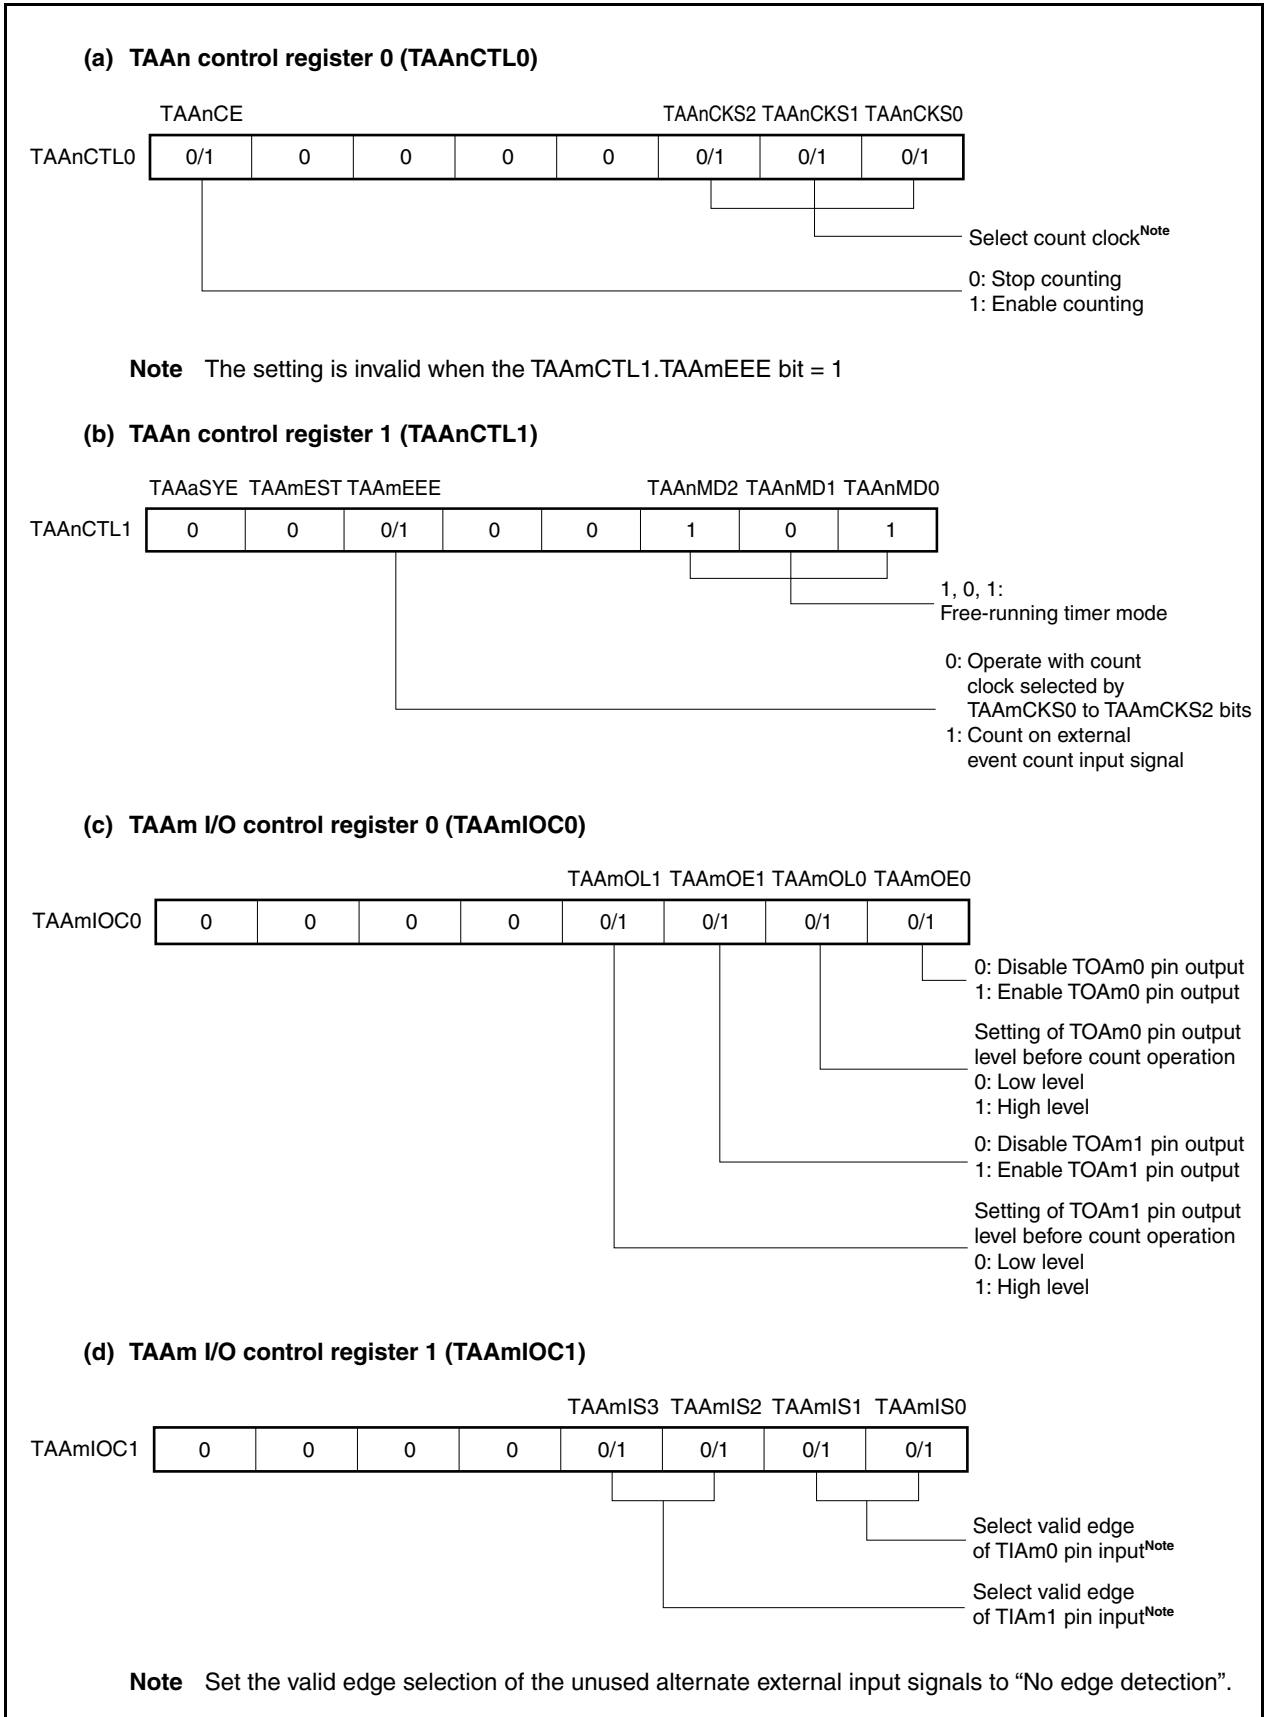 (a) TAAn control register 0 (TAAnCTL0)
TAAnCE TAAnCKS2 TAAnCKS1 TAAnCKS0
TAAnCTL0 0/1 0 0 0 0 0/1 0/1 0/1
Select count clockNote
0: Stop counting
1: Enable counting
Note The setting is invalid when the TAAmCTL1.TAAmEEE bit = 1
(b) TAAn control register 1 (TAAnCTL1)
TAAaSYE TAAmEST TAAmEEE TAAnMD2 TAAnMD1 TAAnMD0
TAAnCTL1 0 0 0/1 0 0 1 0 1
1, 0, 1:
Free-running timer mode
0: Operate with count
clock selected by
TAAmCKS0 to TAAmCKS2 bits
1: Count on external
event count input signal
(c) TAAm I/O control register 0 (TAAmIOC0)
TAAmOL1 TAAmOE1 TAAmOL0 TAAmOE0
TAAmIOC0 0 0 0 0 0/1 0/1 0/1 0/1
0: Disable TOAm0 pin output
1: Enable TOAm0 pin output
Setting of TOAm0 pin output
level before count operation
0: Low level
1: High level
0: Disable TOAm1 pin output
1: Enable TOAm1 pin output
Setting of TOAm1 pin output
level before count operation
0: Low level
1: High level
(d) TAAm I/O control register 1 (TAAmIOC1)
TAAmIS3 TAAmIS2 TAAmIS1 TAAmIS0
TAAmIOC1 0 0 0 0 0/1 0/1 0/1 0/1
Select valid edge
of TIAm0 pin inputNote
Select valid edge
of TIAm1 pin inputNote
Note Set the valid edge selection of the unused alternate external input signals to “No edge detection”.